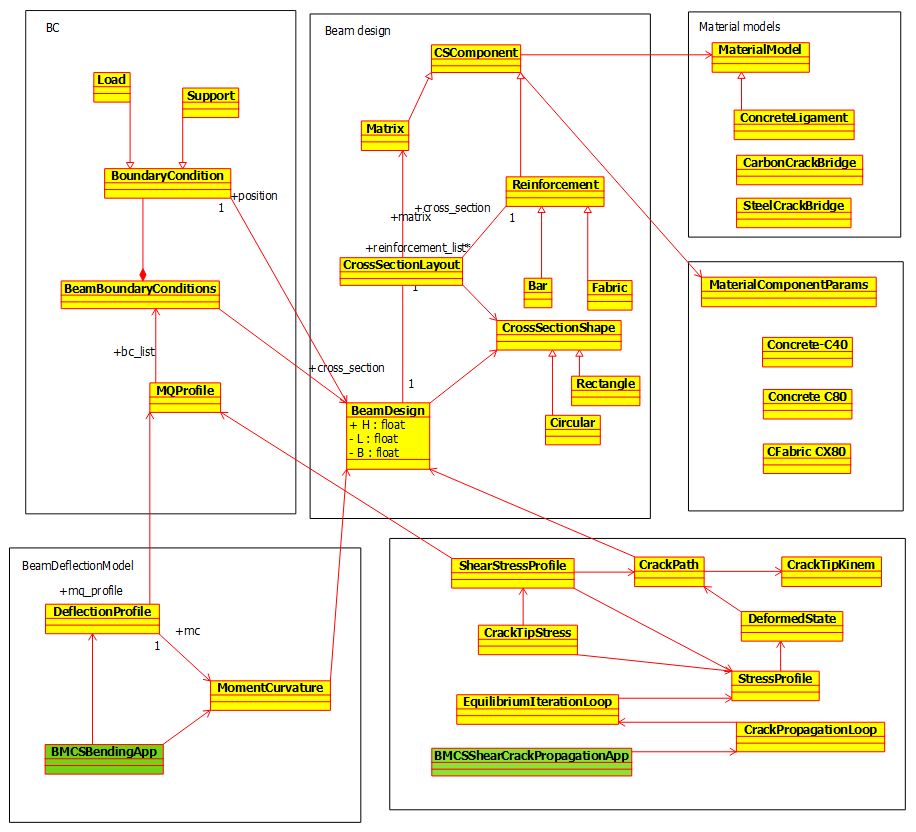 BC
Load
Support
BoundaryCondition
+position
1
BeamBoundaryConditions
+bc_list
MQProfile
Beam design
CSComponent
Matrix
Reinforcement
+cross_section
+matrix
1
+reinforcement_list*
CrossSectionLayout
1
Bar
Fabric
CrossSectionShape
Rectangle
Circular
+cross_section
1
BeamDesign
+ H : float
- L : float
- B : float
Material models
MaterialModel
ConcreteLigament
CarbonCrackBridge
SteelCrackBridge
MaterialComponentParams
Concrete-C40
Concrete C80
CFabric CX80
BeamDeflectionModel
+mq_profile
DeflectionProfile
1
+mc
MomentCurvature
BMCSBendingApp
ShearStressProfile
CrackPath
CrackTipKinem
CrackTipStress
DeformedState
StressProfile
EquilibriumIterationLoop
CrackPropagationLoop
BMCSShearCrackPropagationApp